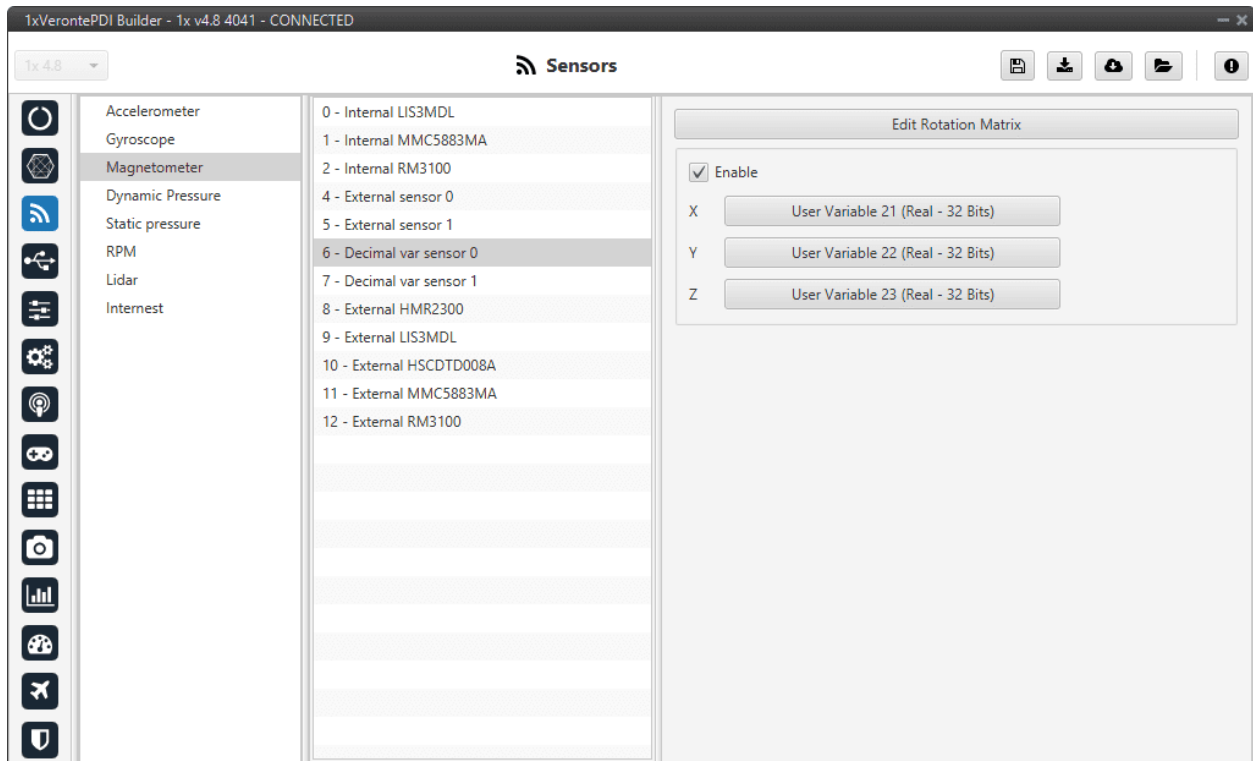 1xVerontePDI Builder - 1x v4.8 4041 - CONNECTED
1x 4.8
Sensors
Accelerometer
Gyroscope
Magnetometer
Dynamic Pressure
Static pressure
RPM
Lidar
Internest
0 - Internal LIS3MDL
1 - Internal MMC5883MA
2 - Internal RM3100
4 - External sensor 0
5 - External sensor 1
6 - Decimal var sensor 0
7 - Decimal var sensor 1
8 - External HMR2300
9 - External LIS3MDL
10 - External HSCDTD008A
11 - External MMC5883MA
12 - External RM3100
Edit Rotation Matrix
Enable
X User Variable 21 (Real - 32 Bits)
Y User Variable 22 (Real - 32 Bits)
Z User Variable 23 (Real - 32 Bits)